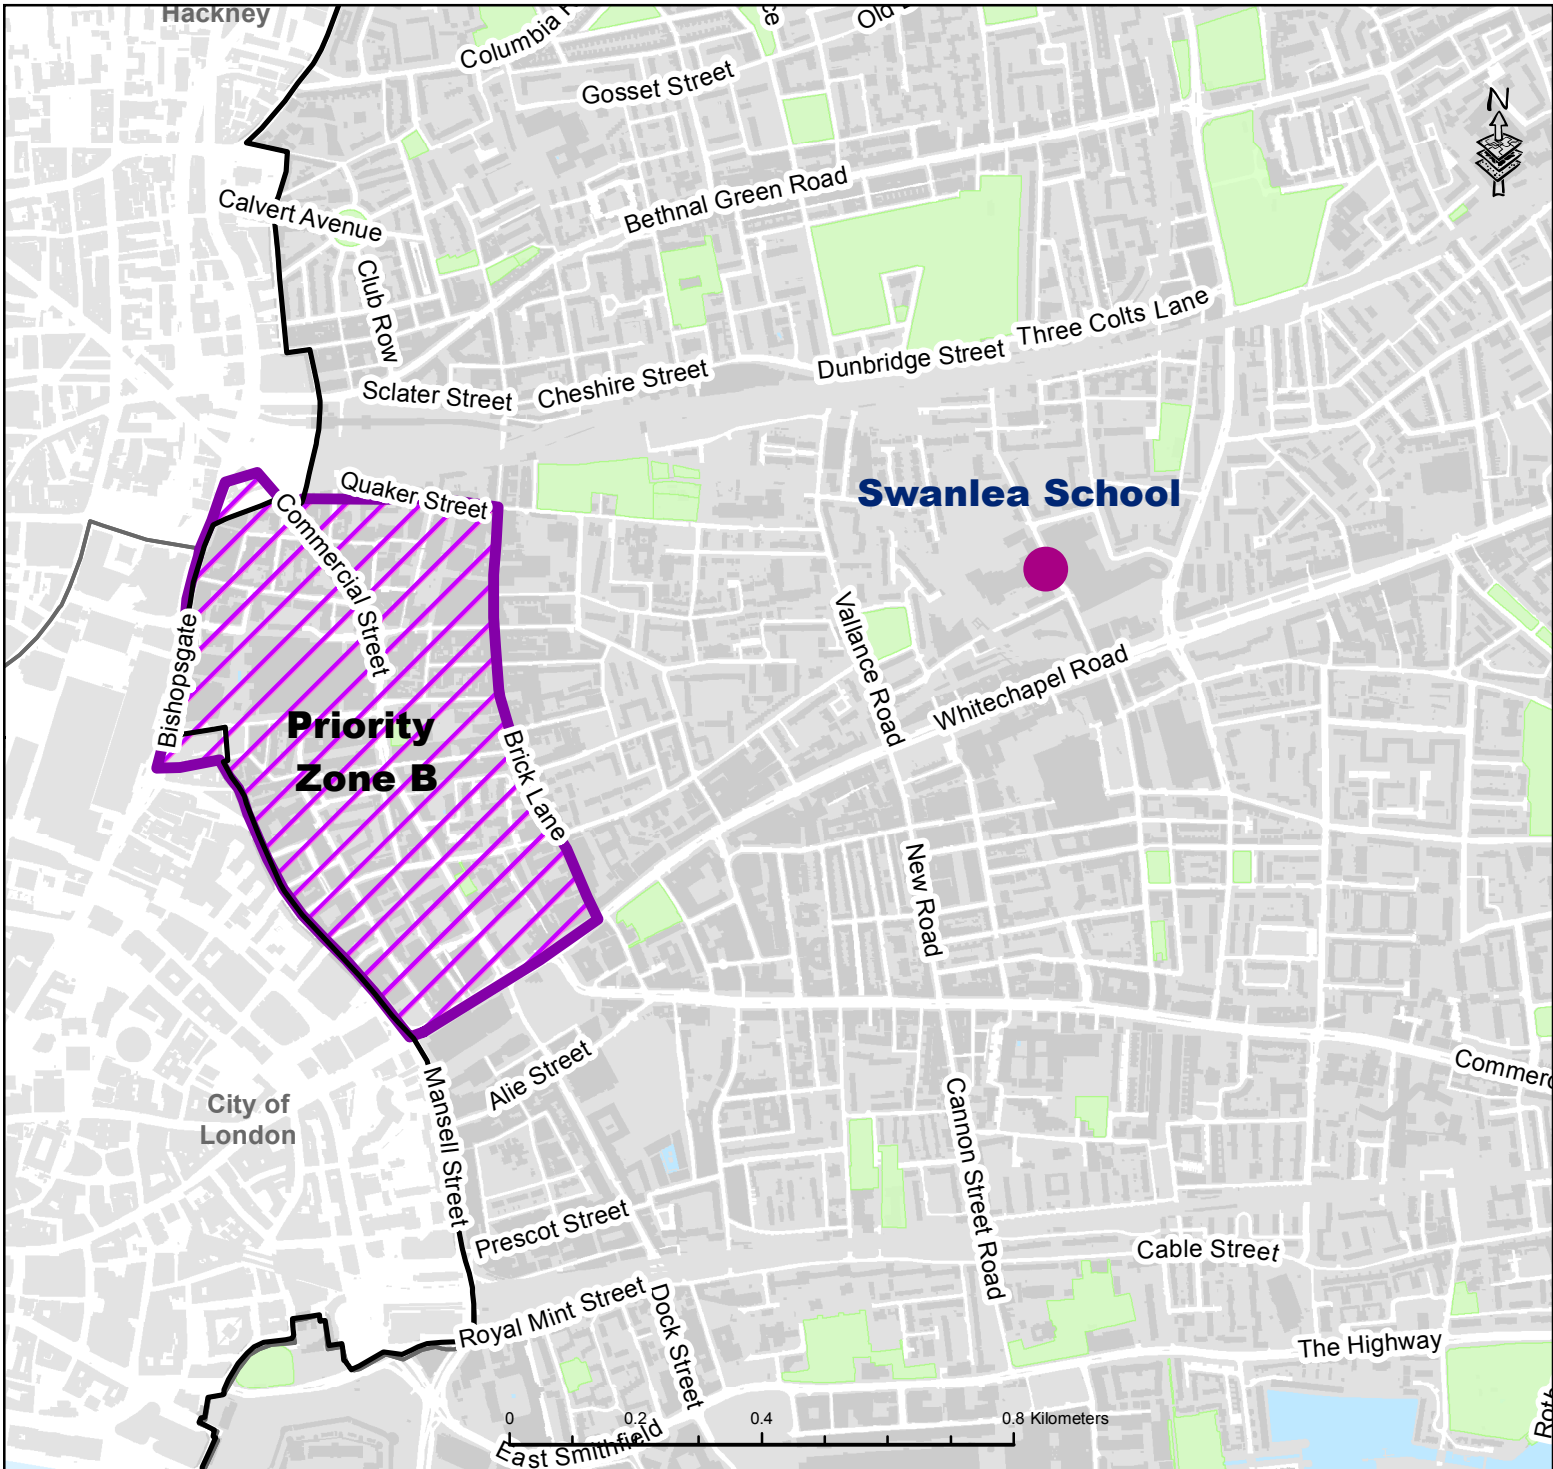 Hackney
Columbia R
ce
Old
Gosset Street
N
Bethnal Green Road
Calvert Avenue
Club Row
Three Colts Lane
Dunbridge Street
Cheshire Street
Sclater Street
Quaker Street
Swanlea School
Commercial Street
Bishopsgate
Vallance Road
Whitechapel Road
Priority
Zone B
Brick Lane
New Road
Alie Street
Commerc
City of
London
Mansell Street
Cannon Street Road
Prescot Street
Cable Street
Royal Mint Street
Dock Street
The Highway
Roth
0 0.2 0.4 0.8 Kilometers
East Smithfield